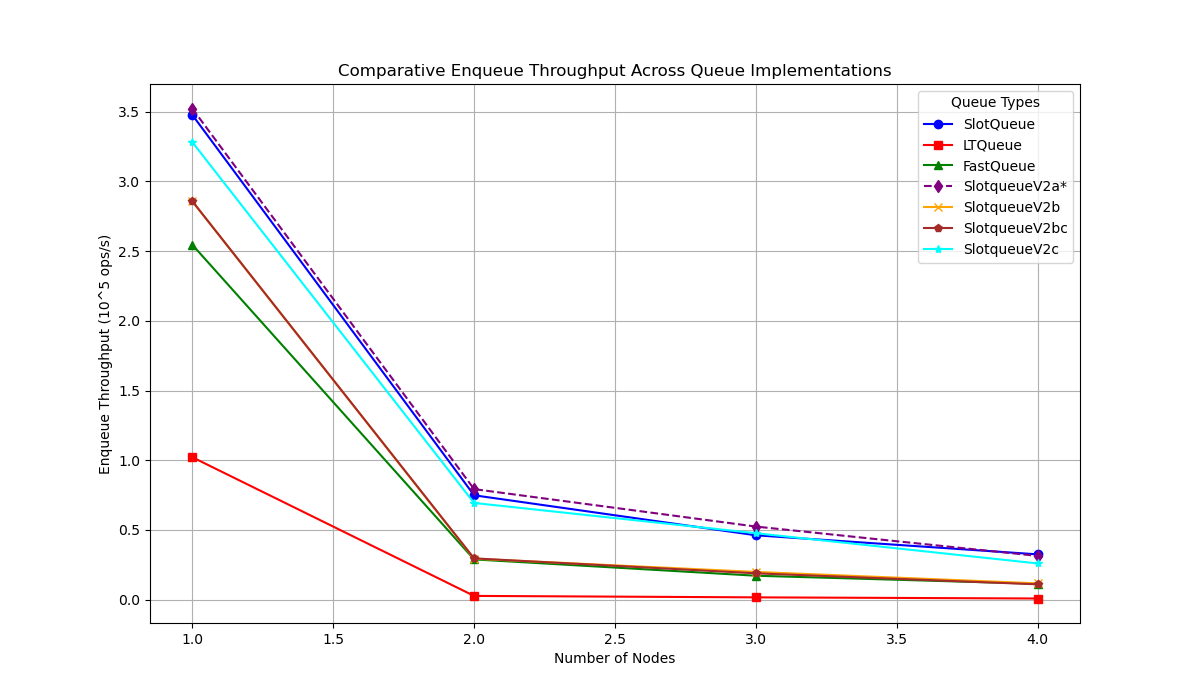 Comparative Enqueue Throughput Across Queue Implementations
Enqueue Throughput (10^5 ops/s)
3.5
3.0
2.5
2.0
1.5
1.0
0.5
0.0
Queue Types
SlotQueue
LTQueue
FastQueue
SlotqueueV2a*
SlotqueueV2b
SlotqueueV2bc
SlotqueueV2c
1.0 1.5 2.0 2.5 3.0 3.5 4.0
Number of Nodes